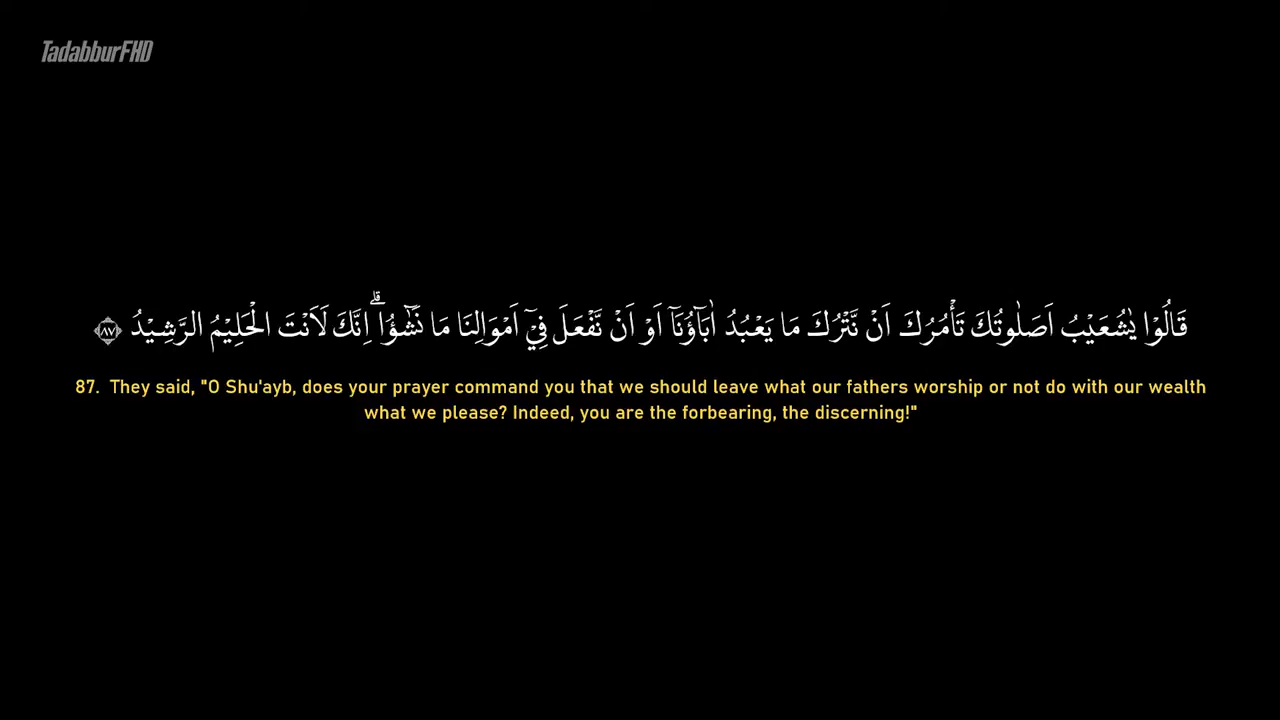 TadabburFHD
قَالُوْا يٰشُعَيْبُ اَصَلٰوتُكَ تَأْمُرُكَ اَنْ نَّتْرُكَ مَا يَعْبُدُ اٰبَاۤؤُنَآ اَوْ اَنْ نَّفْعَلَ فِيْٓ اَمْوَالِنَا مَا نَشٰۤؤُا ۗاِنَّكَ لَاَنْتَ الْحَلِيْمُ الرَّشِيْدُ ٨٧
87. They said, "O Shu'ayb, does your prayer command you that we should leave what our fathers worship or not do with our wealth
what we please? Indeed, you are the forbearing, the discerning!"